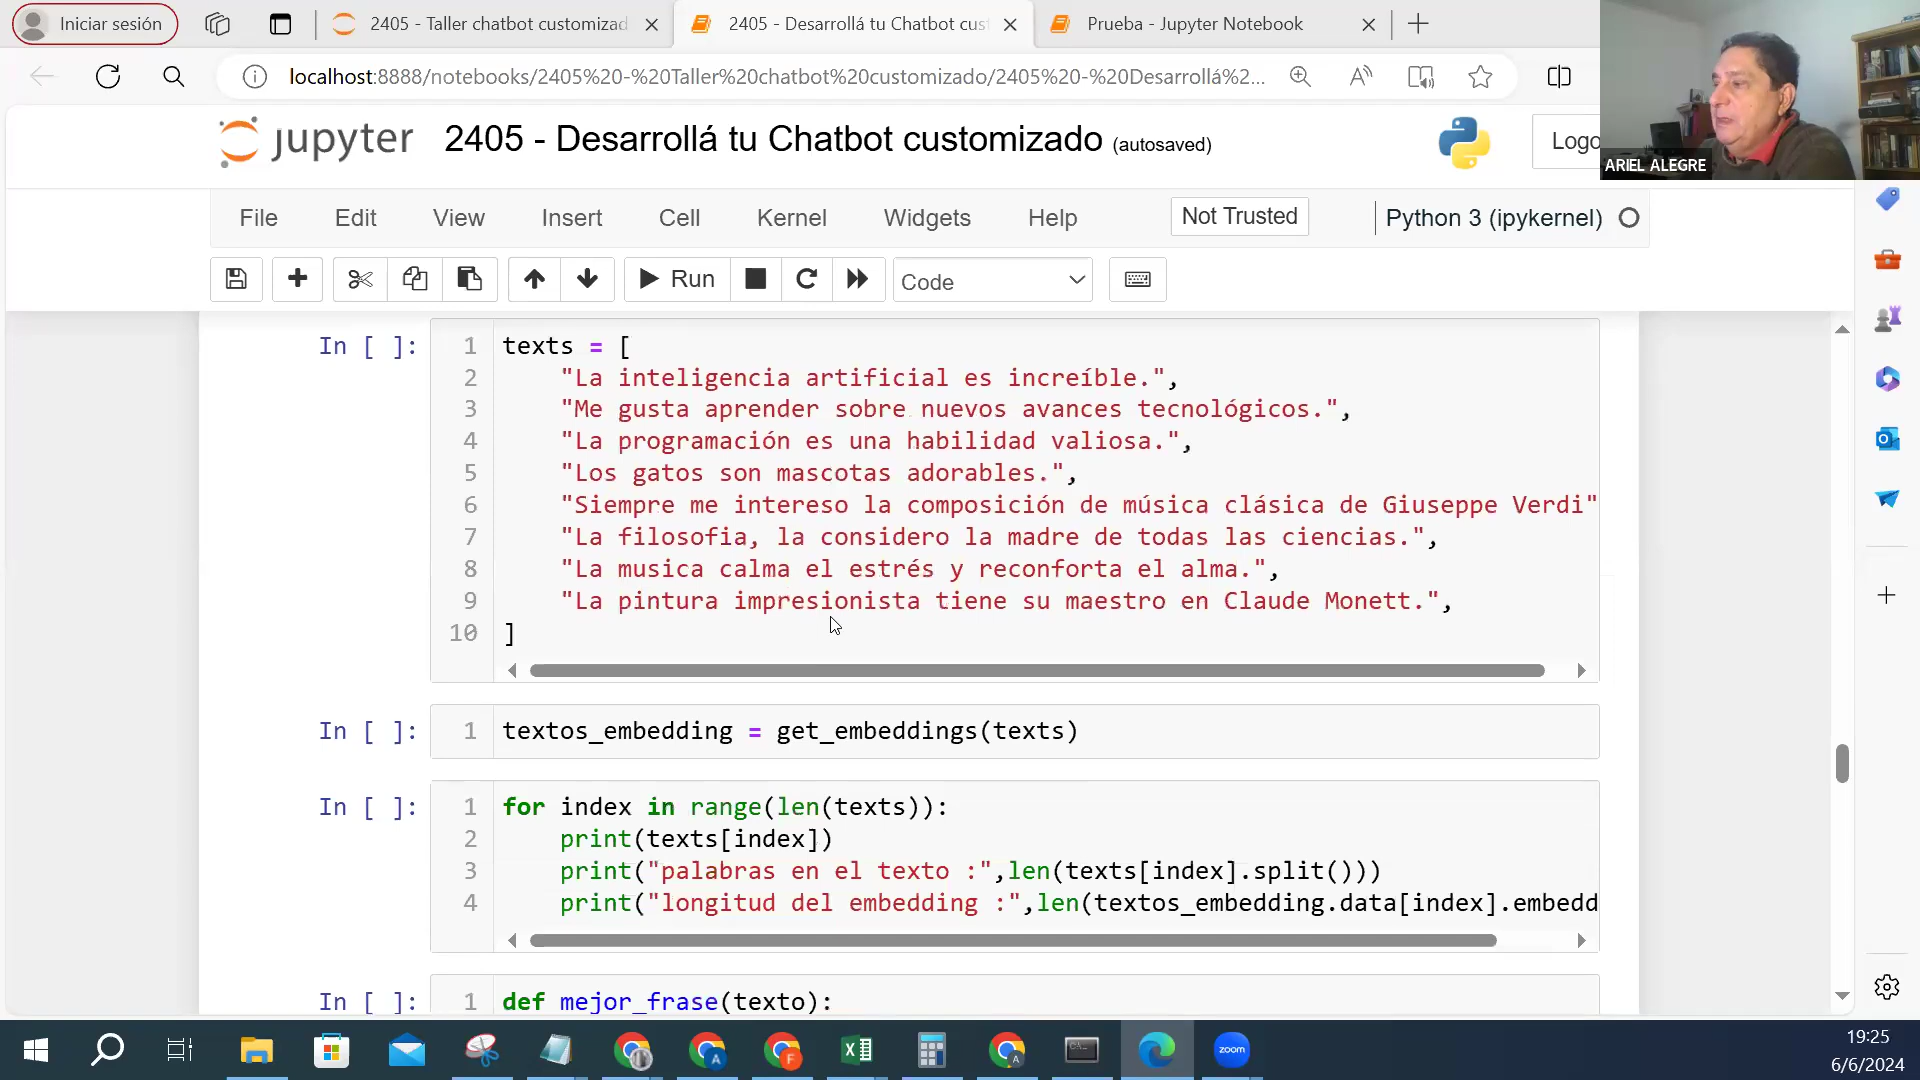 Iniciar sesión
2405 - Taller chatbot customizad
2405 - Desarrollá tu Chatbot cus
Prueba - Jupyter Notebook
localhost:8888/notebooks/2405%20-%20Taller%20chatbot%20customizado/2405%20-%20Desarrollá%2...
jupyter 2405 - Desarrollá tu Chatbot customizado (autosaved)
Logo
ARIEL ALEGRE
File Edit View Insert Cell Kernel Widgets Help Not Trusted Python 3 (ipykernel)
Run Code
In [ ]: 1 texts = [
2 "La inteligencia artificial es increíble.",
3 "Me gusta aprender sobre nuevos avances tecnológicos.",
4 "La programación es una habilidad valiosa.",
5 "Los gatos son mascotas adorables.",
6 "Siempre me intereso la composición de música clásica de Giuseppe Verdi"
7 "La filosofia, la considero la madre de todas las ciencias.",
8 "La musica calma el estrés y reconforta el alma.",
9 "La pintura impresionista tiene su maestro en Claude Monett.",
10 ]
In [ ]: 1 textos_embedding = get_embeddings(texts)
In [ ]: 1 for index in range(len(texts)):
2 print(texts[index])
3 print("palabras en el texto :",len(texts[index].split()))
4 print("longitud del embedding :",len(textos_embedding.data[index].embedd
In [ ]: 1 def mejor_frase(texto):
zoom
19:25
6/6/2024